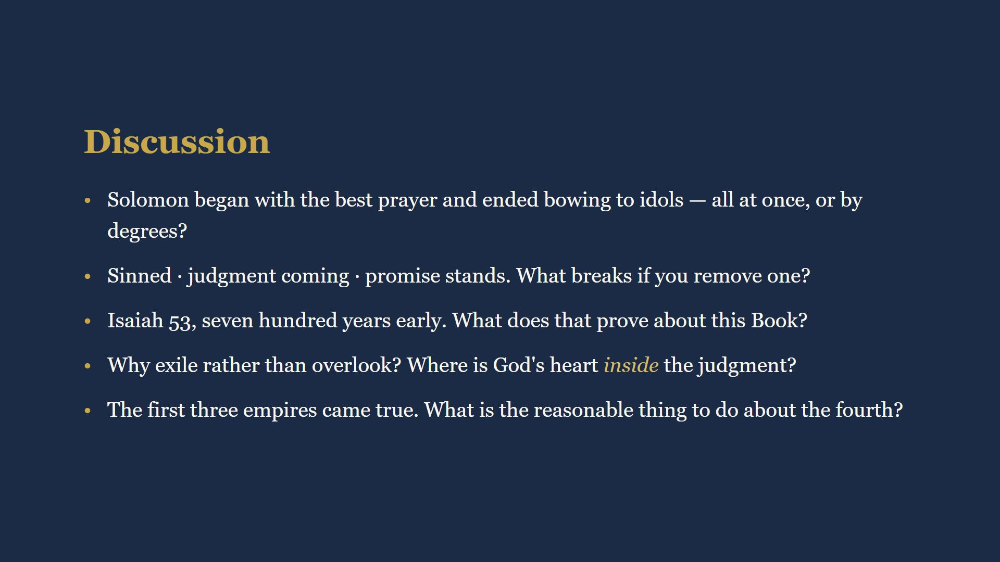 Discussion
• Solomon began with the best prayer and ended bowing to idols — all at once, or by
degrees?
• Sinned · judgment coming · promise stands. What breaks if you remove one?
• Isaiah 53, seven hundred years early. What does that prove about this Book?
• Why exile rather than overlook? Where is God's heart inside the judgment?
• The first three empires came true. What is the reasonable thing to do about the fourth?